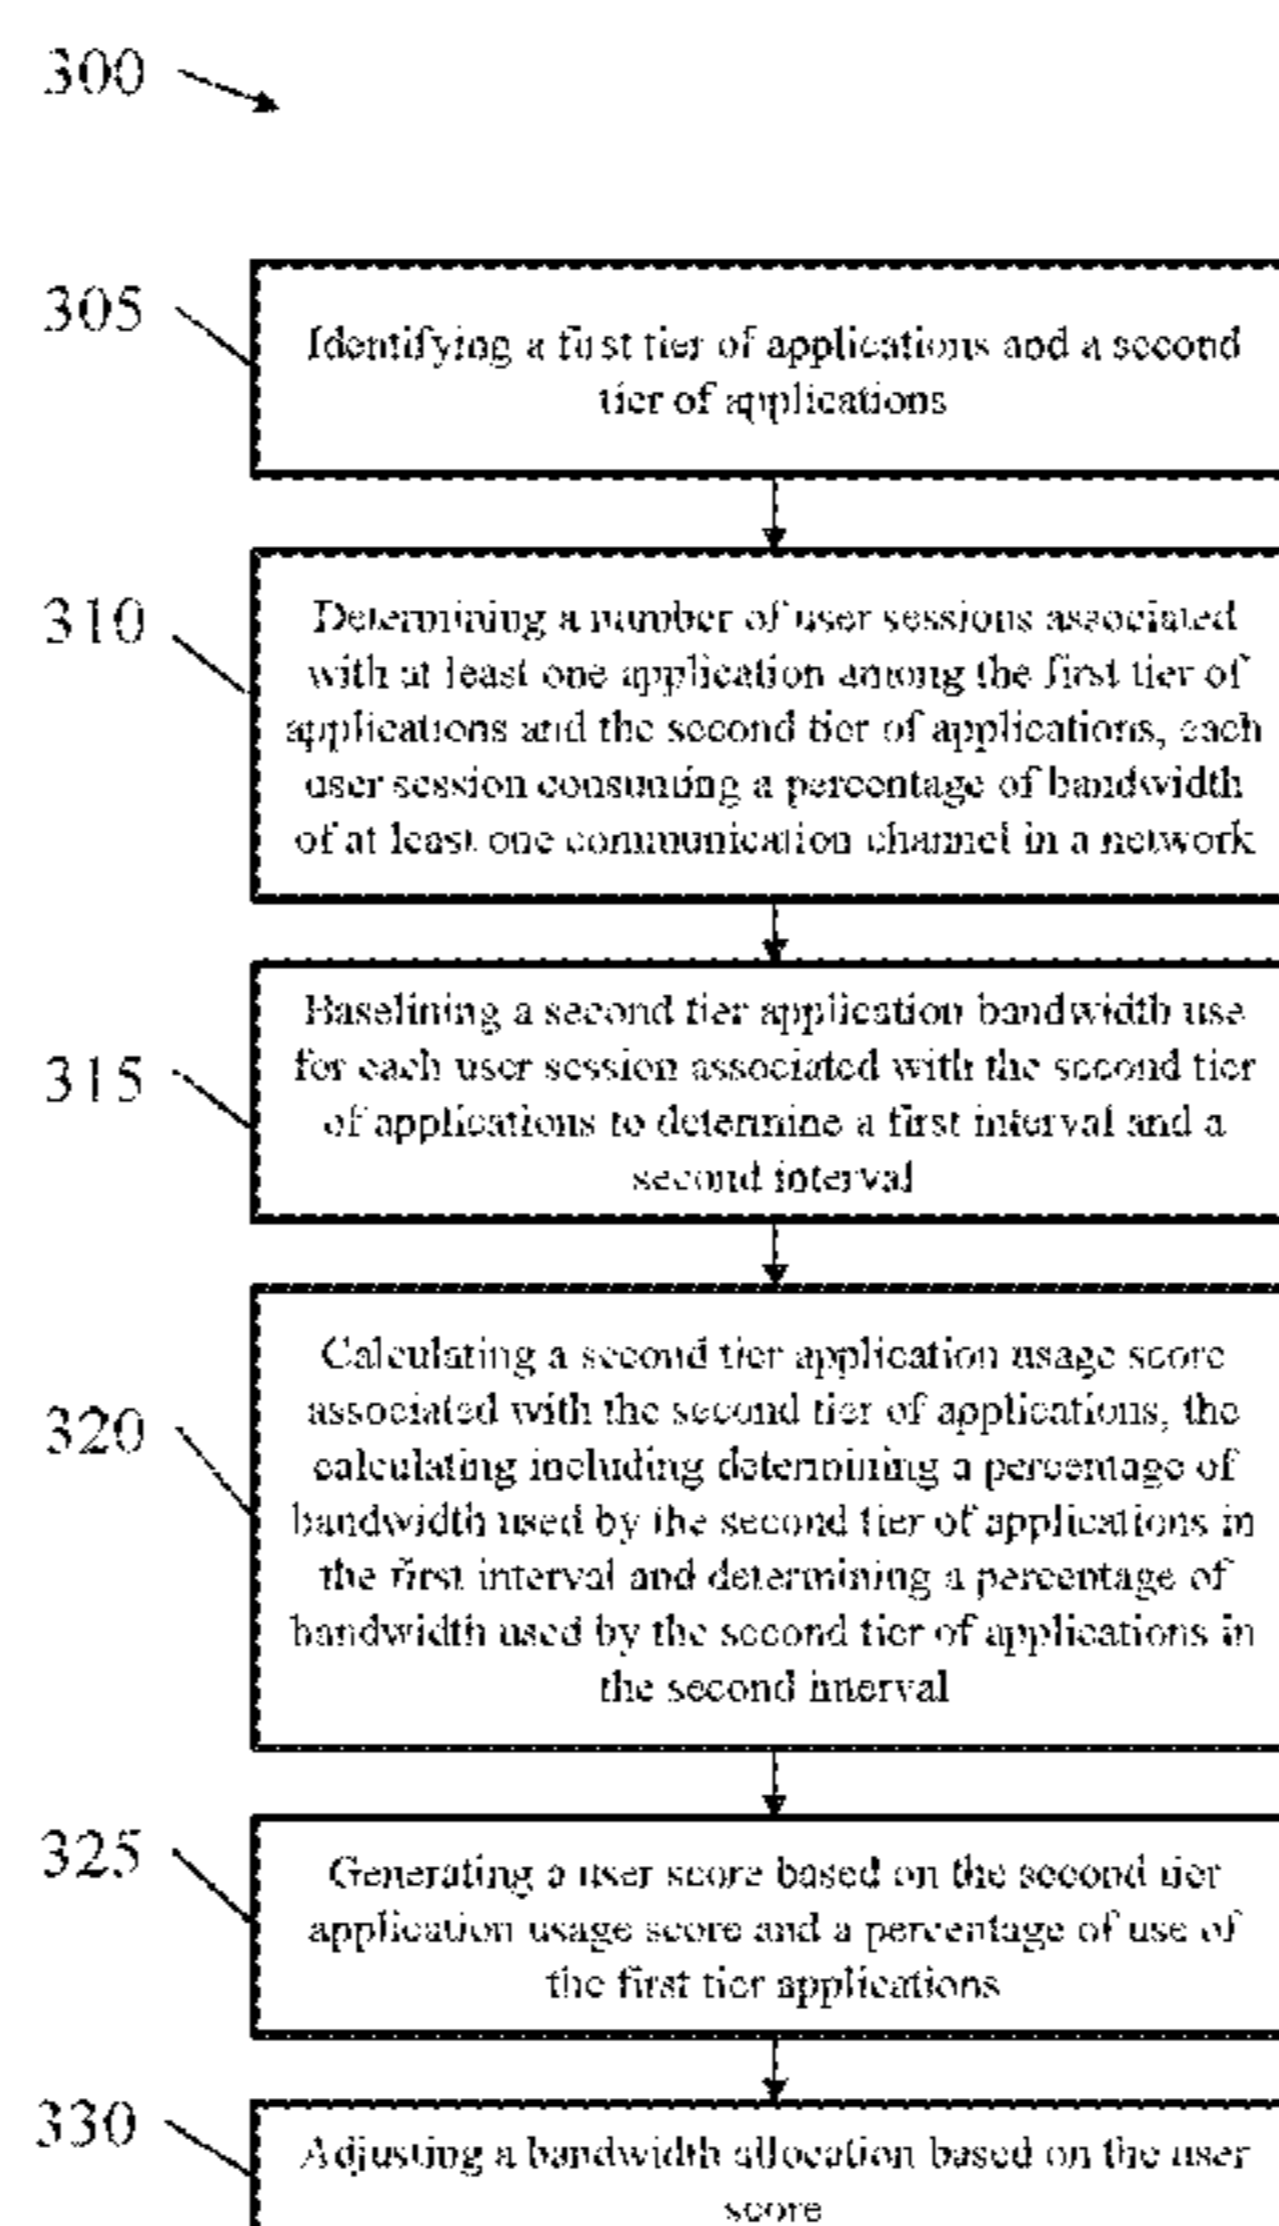 300
305
Identifying a first tier of applications and a second
tier of applications
310
Determining a number of user sessions associated
with at least one application among the first tier of
applications and the second tier of applications, each
user session consuming a percentage of bandwidth
of at least one communication channel in a network
315
Baselining a second tier application bandwidth use
for each user session associated with the second tier
of applications to determine a first interval and a
second interval
320
Calculating a second tier application usage score
associated with the second tier of applications, the
calculating including determining a percentage of
bandwidth used by the second tier of applications in
the first interval and determining a percentage of
bandwidth used by the second tier of applications in
the second interval
325
Generating a user score based on the second tier
application usage score and a percentage of use of
the first tier applications
330
Adjusting a bandwidth allocation based on the user
score